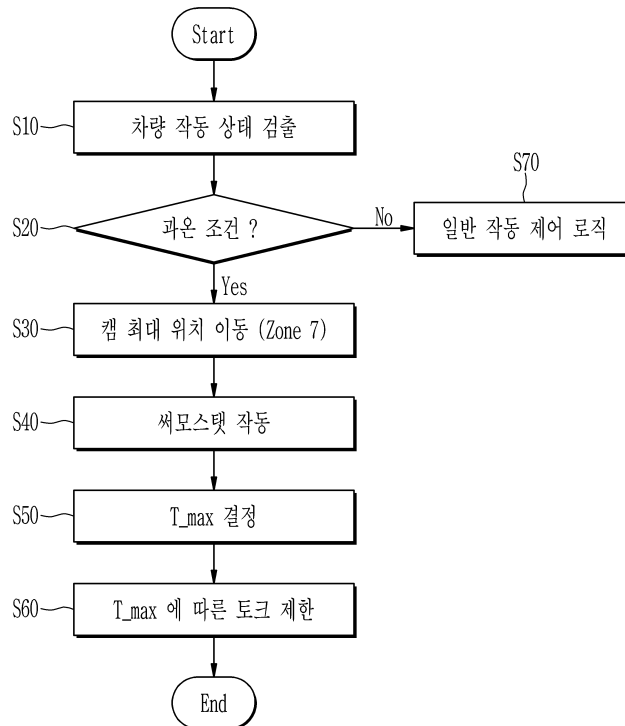 Start
S10
차량 작동 상태 검출
S70
S20
과온 조건 ?
No
일반 작동 제어 로직
Yes
S30
캠 최대 위치 이동 (Zone 7)
S40
써모스탯 작동
S50
T_max 결정
S60
T_max 에 따른 토크 제한
End